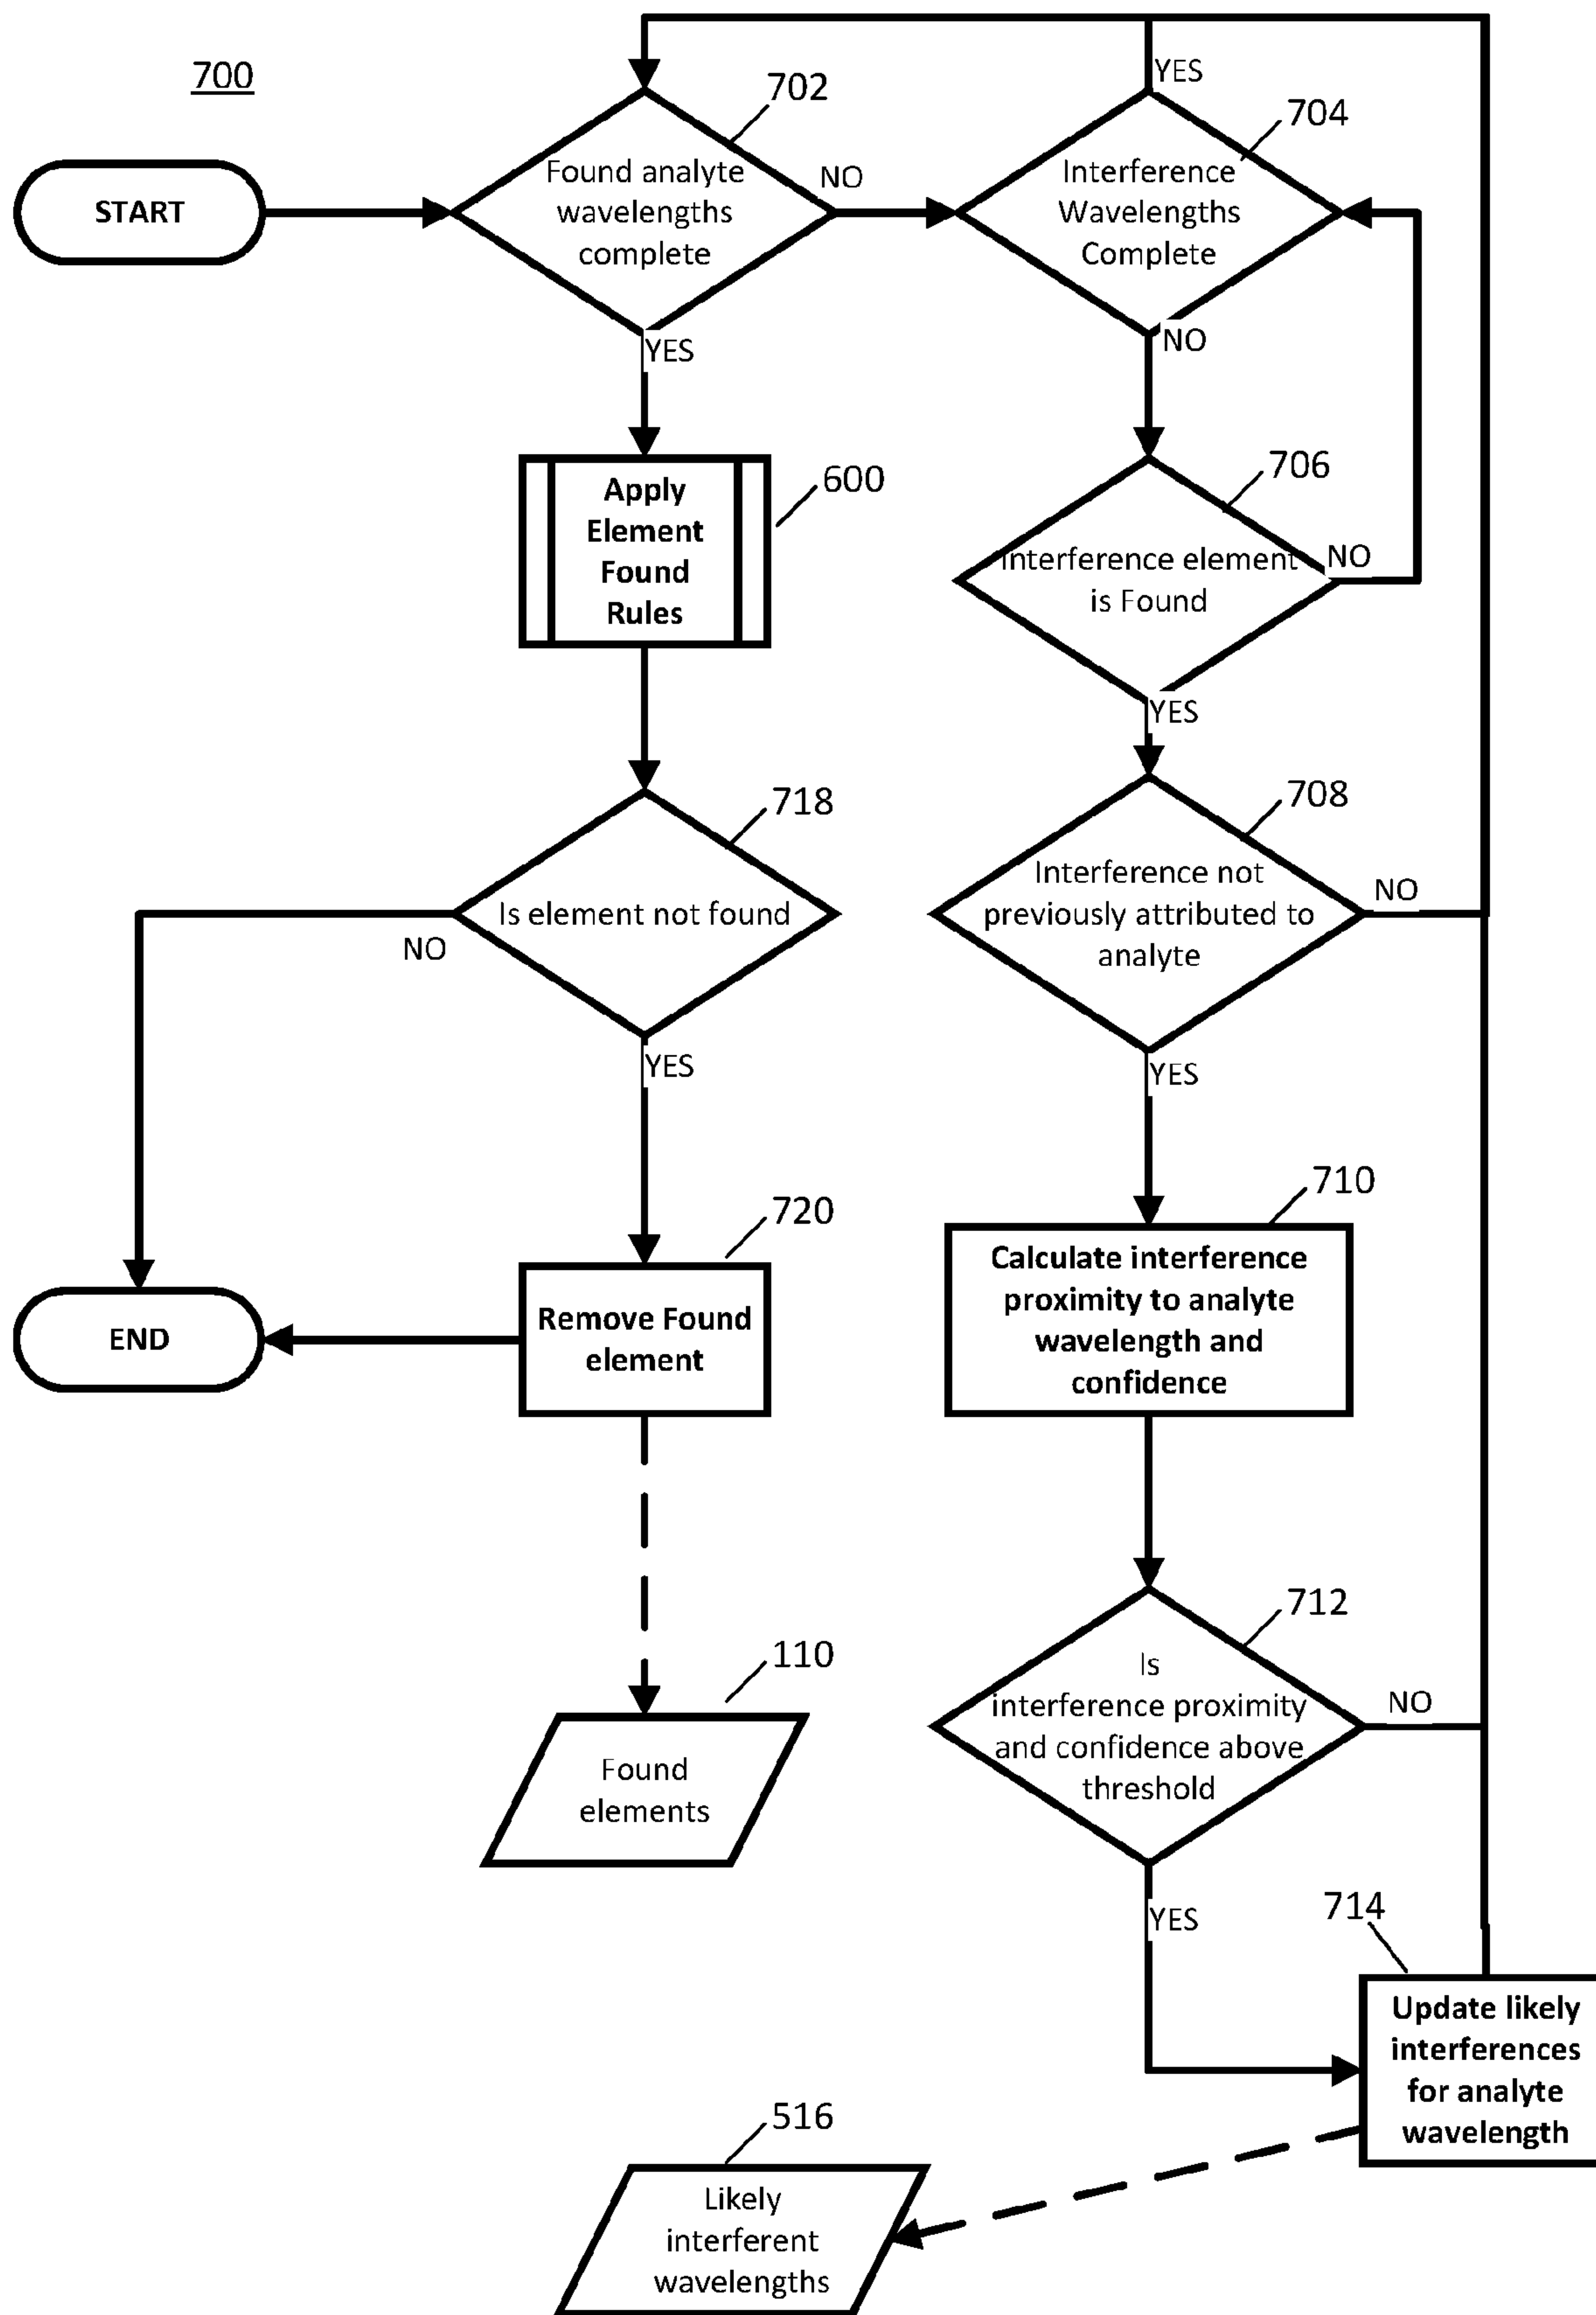 700
START
702
Found analyte
wavelengths
complete
NO
YES
704
Interference
Wavelengths
Complete
YES
NO
600
Apply
Element
Found
Rules
706
Interference element
is Found
NO
YES
718
Is element not found
NO
YES
708
Interference not
previously attributed to
analyte
NO
YES
720
Remove Found
element
END
710
Calculate interference
proximity to analyte
wavelength and
confidence
110
Found
elements
712
Is
interference proximity
and confidence above
threshold
NO
YES
714
Update likely
interferences
for analyte
wavelength
516
Likely
interferent
wavelengths